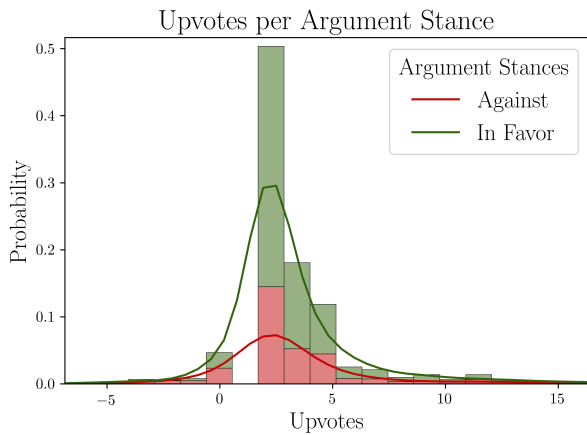 Upvotes per Argument Stance
Argument Stances
Against
In Favor
Probability
0.5
0.4
0.3
0.2
0.1
0.0
−5
0
5
10
15
Upvotes